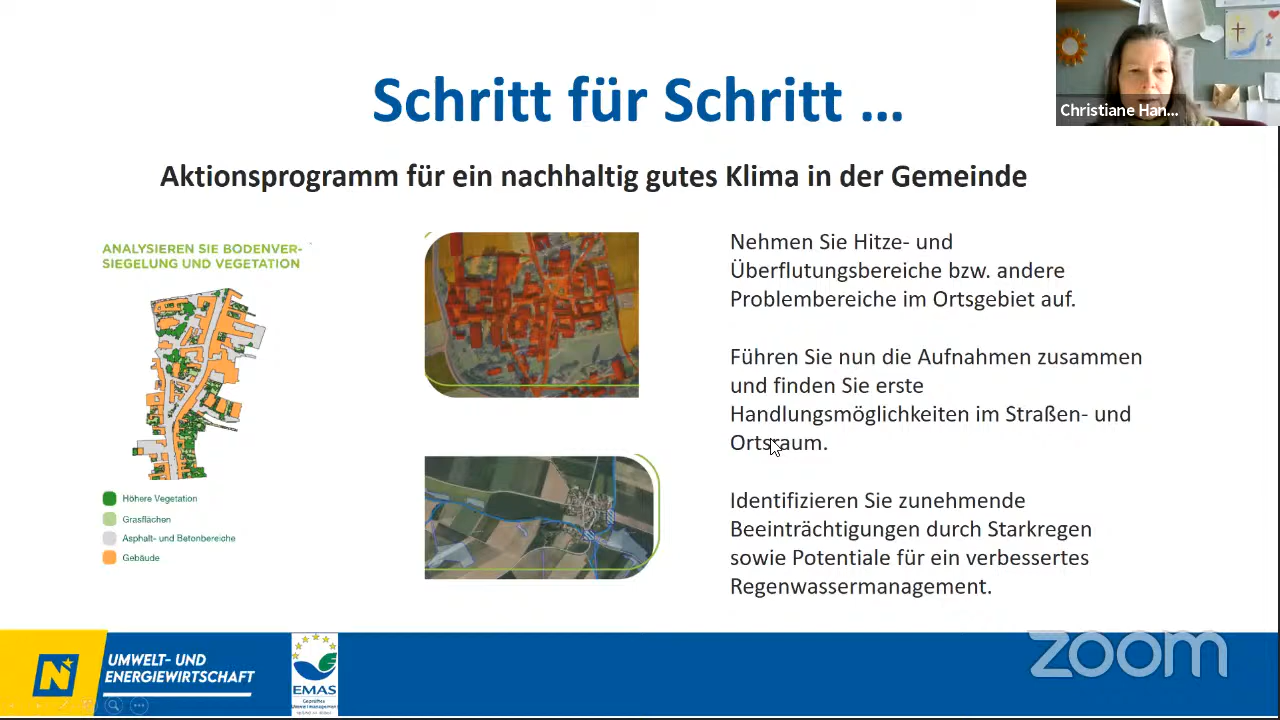 Schritt für Schritt ...
Christiane Han...
Aktionsprogramm für ein nachhaltig gutes Klima in der Gemeinde
ANALYSIEREN SIE BODENVER-
SIEGELUNG UND VEGETATION
Höhere Vegetation
Grasflächen
Asphalt- und Betonbereiche
Gebäude
Nehmen Sie Hitze- und
Überflutungsbereiche bzw. andere
Problembereiche im Ortsgebiet auf.
Führen Sie nun die Aufnahmen zusammen
und finden Sie erste
Handlungsmöglichkeiten im Straßen- und
Ortsraum.
Identifizieren Sie zunehmende
Beeinträchtigungen durch Starkregen
sowie Potentiale für ein verbessertes
Regenwassermanagement.
N
UMWELT- UND
ENERGIEWIRTSCHAFT
EMAS
Geprüftes
Umweltmanagement
zoom